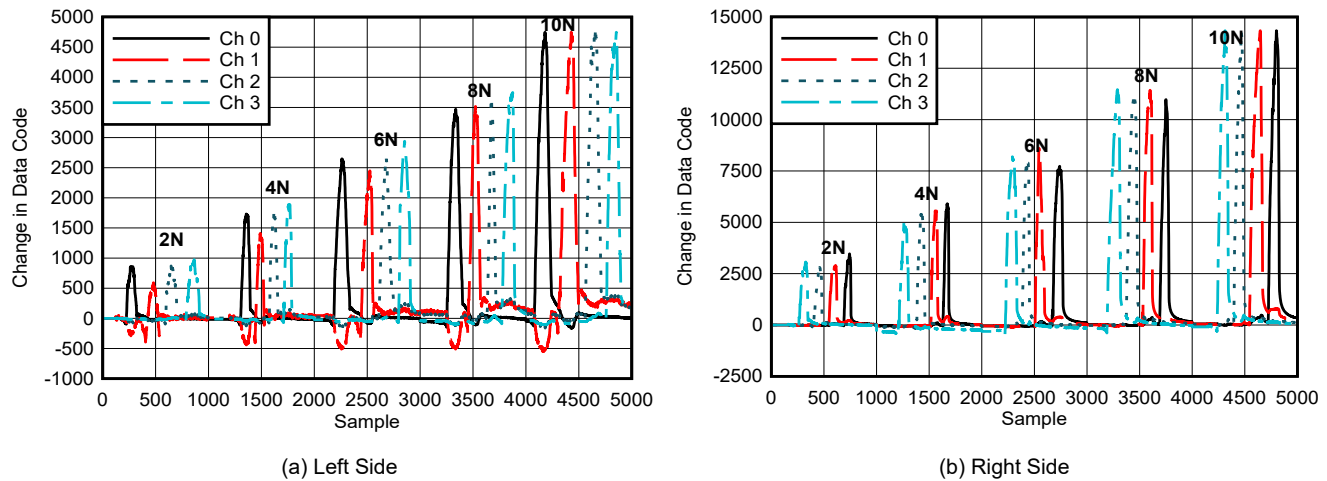 5000
4500
4000
3500
3000
2500
2000
1500
1000
500
0
-500
-1000
Change in Data Code
Ch 0
Ch 1
Ch 2
Ch 3
2N
4N
6N
8N
10N
0 500 1000 1500 2000 2500 3000 3500 4000 4500 5000
Sample
(a) Left Side
15000
12500
10000
7500
5000
2500
0
-2500
Change in Data Code
Ch 0
Ch 1
Ch 2
Ch 3
2N
4N
6N
8N
10N
0 500 1000 1500 2000 2500 3000 3500 4000 4500 5000
Sample
(b) Right Side